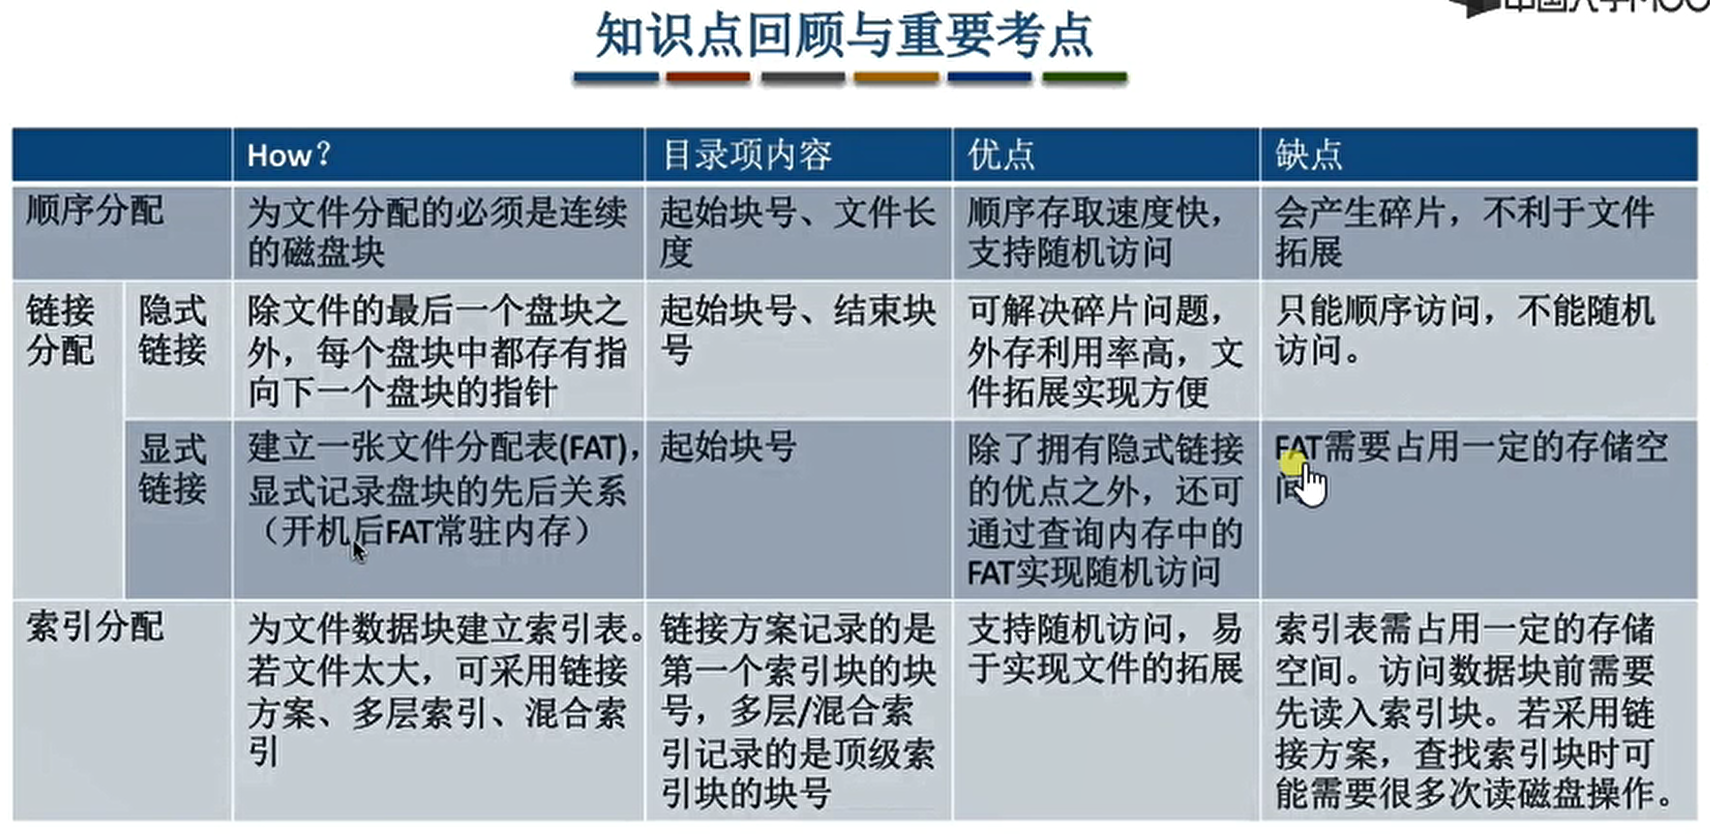 知识点回顾与重要考点
How? 目录项内容 优点 缺点
顺序分配
为文件分配的必须是连续
的磁盘块
起始块号、文件长
度
顺序存取速度快，
支持随机访问
会产生碎片，不利于文件
拓展
链接
分配
隐式
链接
除文件的最后一个盘块之
外，每个盘块中都存有指
向下一个盘块的指针
起始块号、结束块
号
可解决碎片问题，
外存利用率高，文
件拓展实现方便
只能顺序访问，不能随机
访问。
显式
链接
建立一张文件分配表(FAT)，
显式记录盘块的先后关系
（开机后FAT常驻内存）
起始块号
除了拥有隐式链接
的优点之外，还可
通过查询内存中的
FAT实现随机访问
FAT需要占用一定的存储空
间
索引分配
为文件数据块建立索引表。
若文件太大，可采用链接
方案、多层索引、混合索
引
链接方案记录的是
第一个索引块的块
号，多层/混合索
引记录的是顶级索
引块的块号
支持随机访问，易
于实现文件的拓展
索引表需占用一定的存储
空间。访问数据块前需要
先读入索引块。若采用链
接方案，查找索引块时可
能需要很多次读磁盘操作。